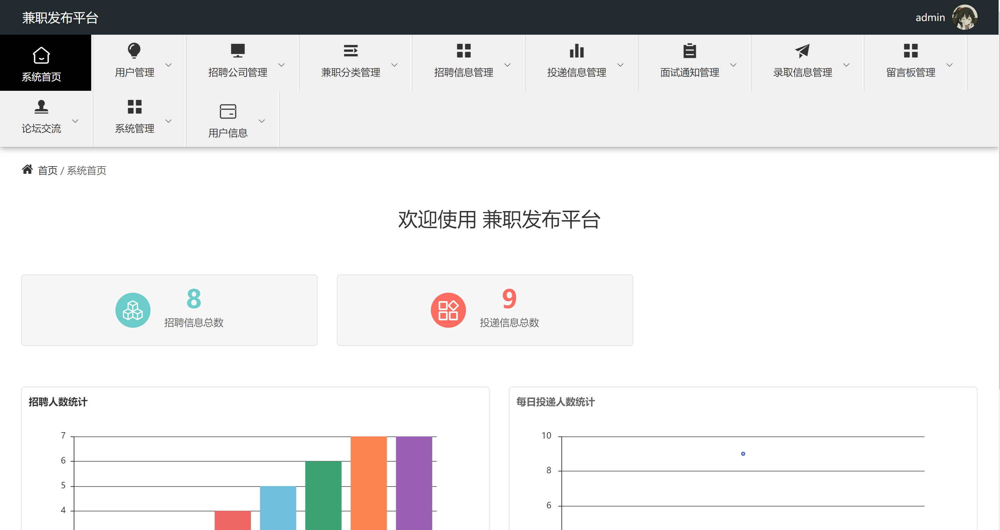 兼职发布平台
admin
系统首页
用户管理
招聘公司管理
兼职分类管理
招聘信息管理
投递信息管理
面试通知管理
录取信息管理
留言板管理
论坛交流
系统管理
用户信息
首页 / 系统首页
欢迎使用 兼职发布平台
8
招聘信息总数
9
投递信息总数
招聘人数统计
7
6
5
4
每日投递人数统计
10
8
6